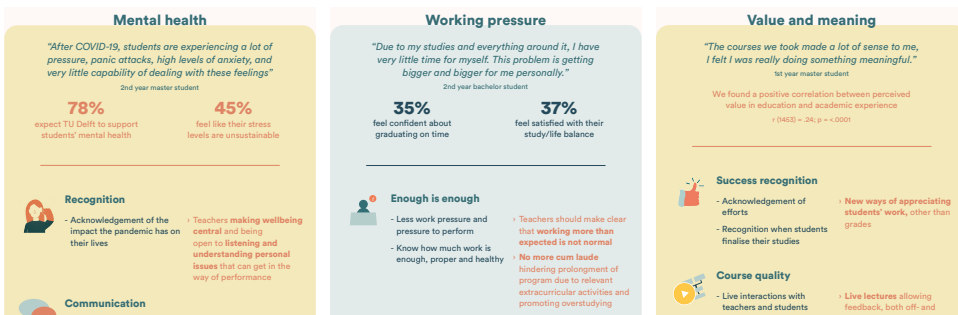 Mental health
“After COVID-19, students are experiencing a lot of
pressure, panic attacks, high levels of anxiety, and
very little capability of dealing with these feelings”
2nd year master student
78%
expect TU Delft to support
students' mental health
45%
feel like their stress
levels are unsustainable
Recognition
- Acknowledgement of the
impact the pandemic has on
their lives
› Teachers making wellbeing
central and being
open to listening and
understanding personal
issues that can get in the
way of performance
Communication
Working pressure
“Due to my studies and everything around it, I have
very little time for myself. This problem is getting
bigger and bigger for me personally.”
2nd year bachelor student
35%
feel confident about
graduating on time
37%
feel satisfied with their
study/life balance
Enough is enough
- Less work pressure and
pressure to perform
- Know how much work is
enough, proper and healthy
› Teachers should make clear
that working more than
expected is not normal
› No more cum laude
hindering prolongment of
program due to relevant
extracurricular activities and
promoting overstudying
Value and meaning
“The courses we took made a lot of sense to me,
I felt I was really doing something meaningful.”
1st year master student
We found a positive correlation between perceived
value in education and academic experience
r (1453) = .24; p = <.0001
Success recognition
- Acknowledgement of
efforts
- Recognition when students
finalise their studies
› New ways of appreciating
students' work, other than
grades
Course quality
- Live interactions with
teachers and students
› Live lectures allowing
feedback, both off- and